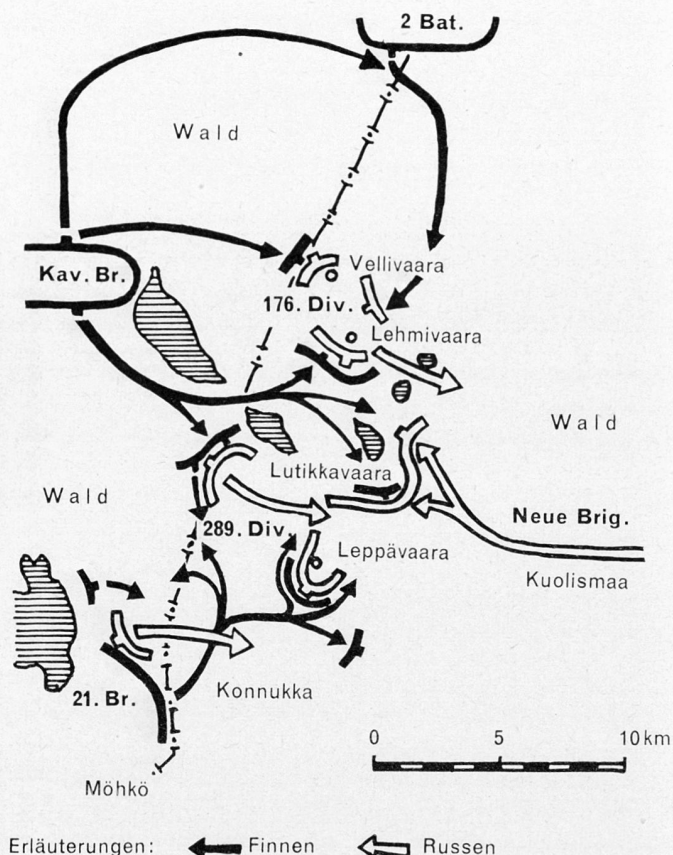 2 Bat.
Wald
Kav. Br.
Vellivaara
176. Div.
Lehmivaara
Wald
Lutikkavaara
Wald
289. Div.
Neue Brig.
Leppävaara
Kuolismaa
21. Br.
Konnukka
0 5 10 km
Möhkö
Erläuterungen: Finnen Russen